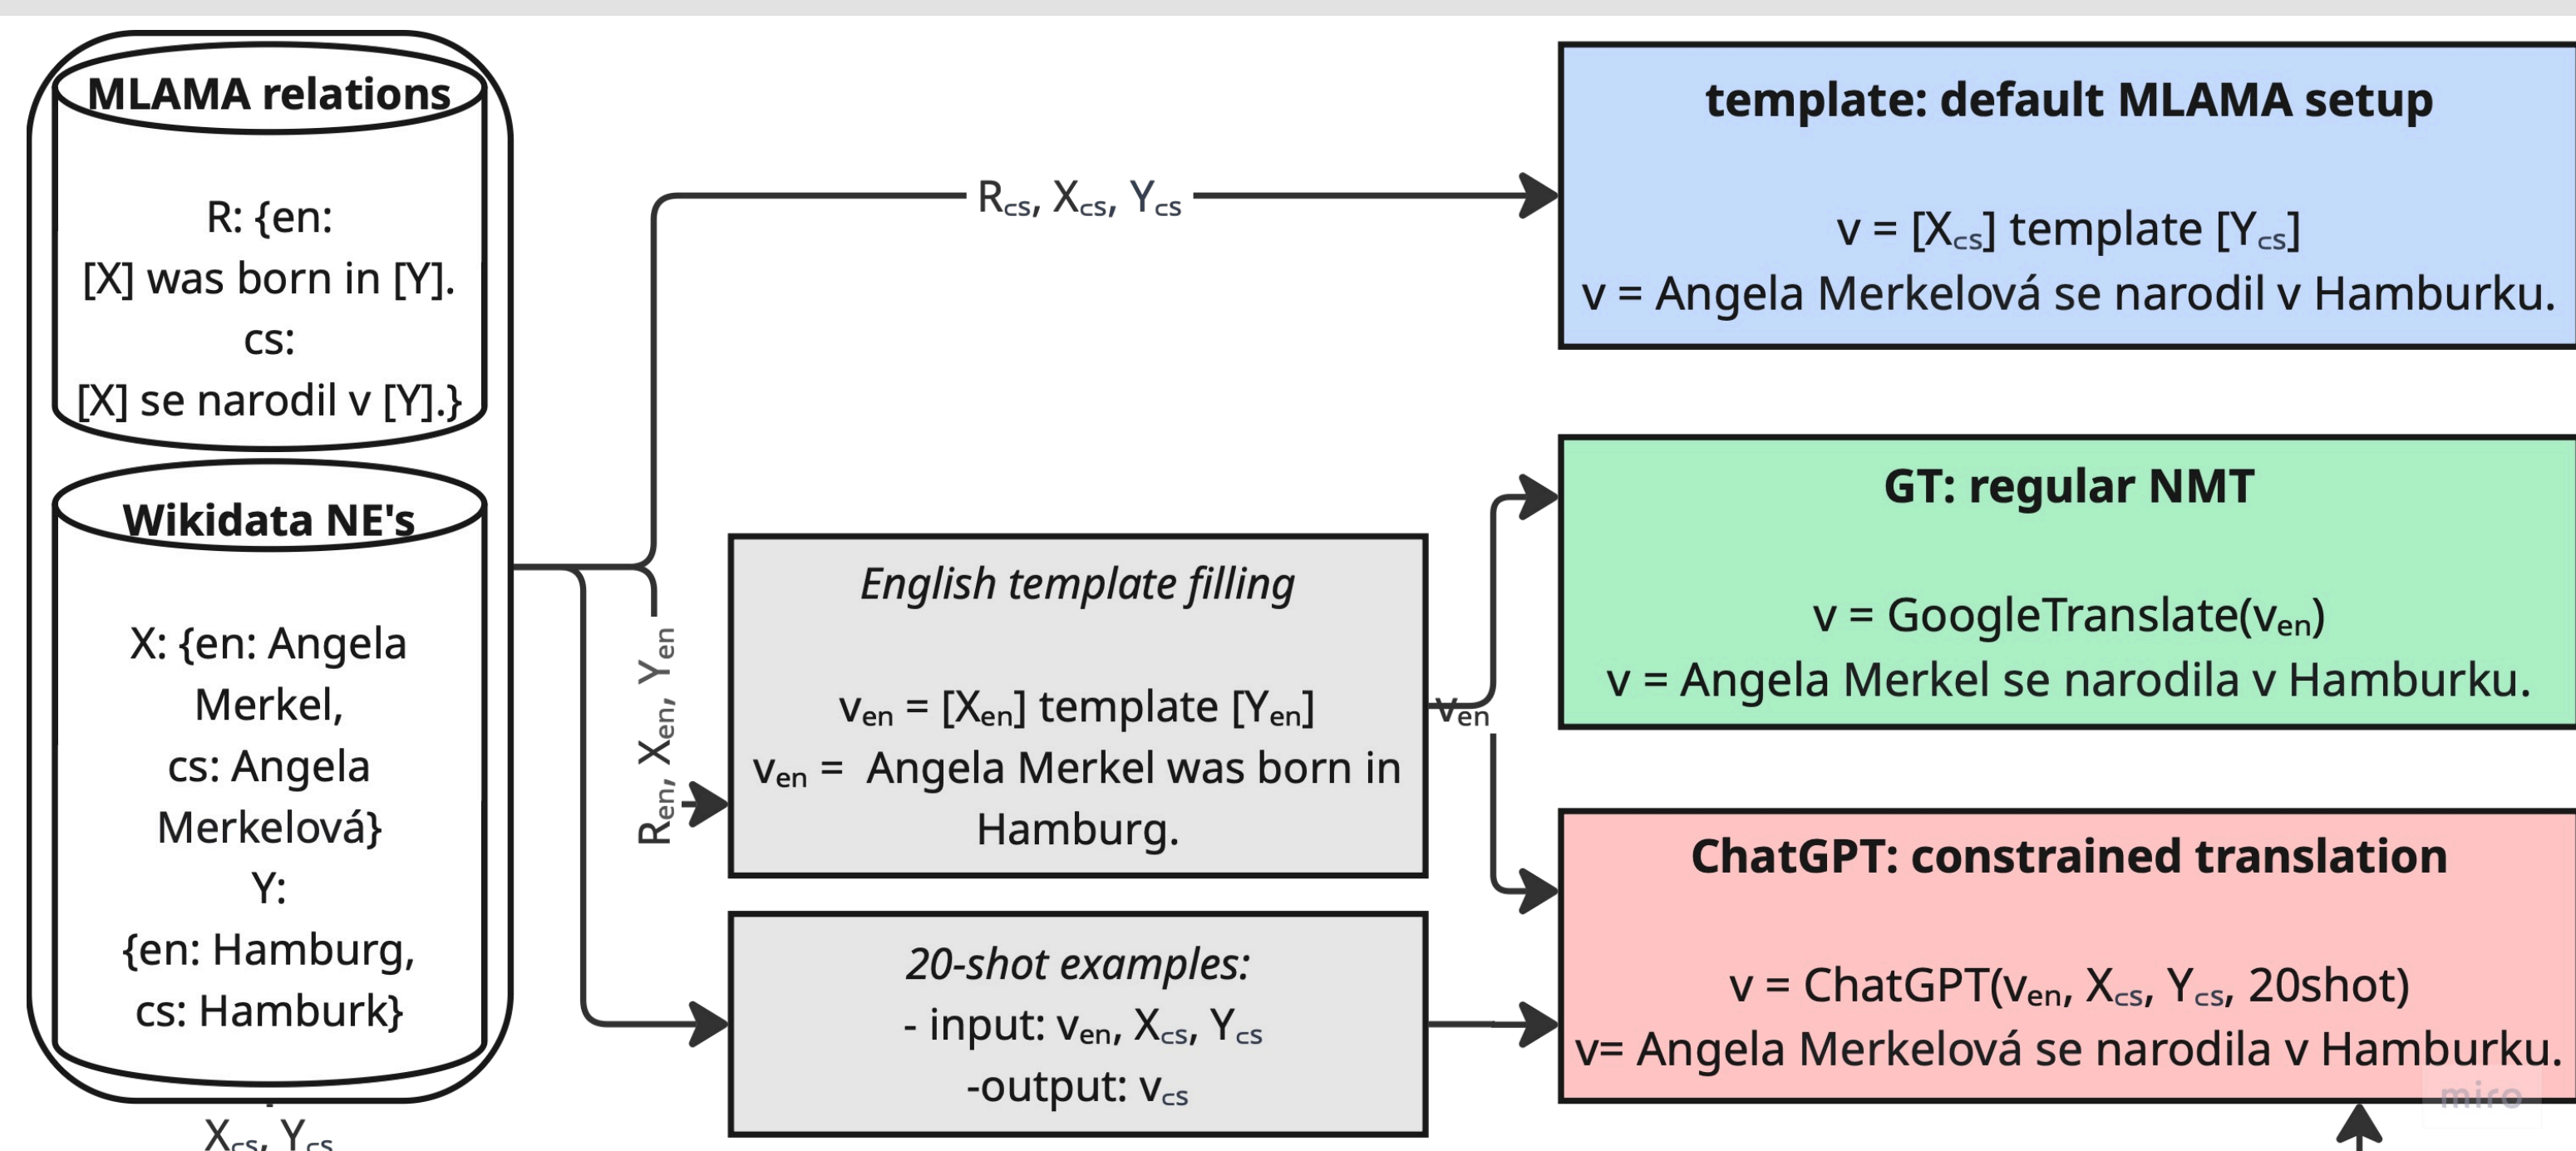 MLAMA relations
R: {en:
[X] was born in [Y].
cs:
[X] se narodil v [Y].}
Wikidata NE's
X: {en: Angela
Merkel,
cs: Angela
Merkelová}
Y:
{en: Hamburg,
cs: Hamburk}
Xcs, Ycs
Rcs, Xcs, Ycs
Ren, Xen, Yen
English template filling
ven = [Xen] template [Yen]
ven = Angela Merkel was born in
Hamburg.
ven
20-shot examples:
- input: ven, Xcs, Ycs
-output: vcs
template: default MLAMA setup
v = [Xcs] template [Ycs]
v = Angela Merkelová se narodil v Hamburku.
GT: regular NMT
v = GoogleTranslate(ven)
v = Angela Merkel se narodila v Hamburku.
ChatGPT: constrained translation
v = ChatGPT(ven, Xcs, Ycs, 20shot)
v= Angela Merkelová se narodila v Hamburku.
miro